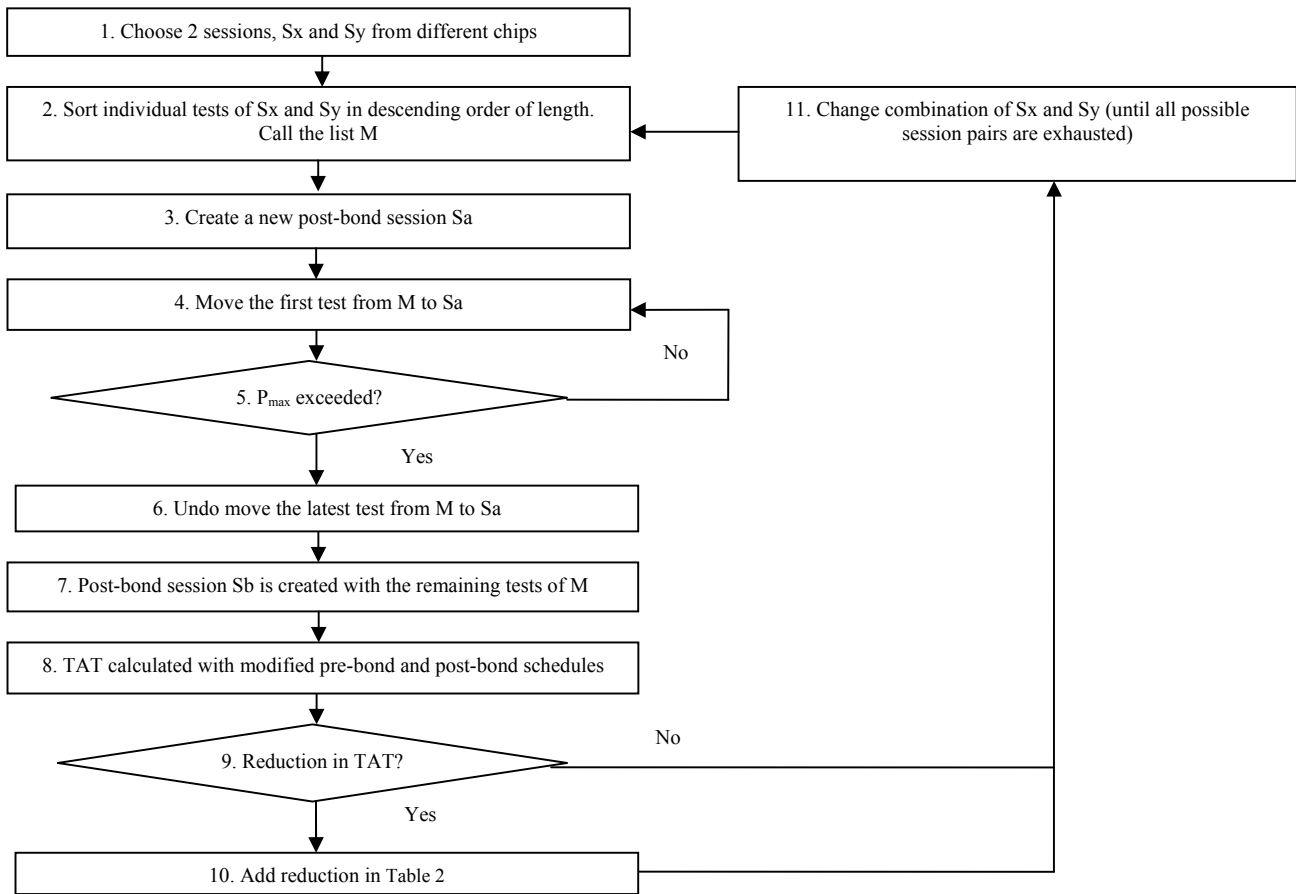 1. Choose 2 sessions, Sx and Sy from different chips
2. Sort individual tests of Sx and Sy in descending order of length.
Call the list M
11. Change combination of Sx and Sy (until all possible
session pairs are exhausted)
3. Create a new post-bond session Sa
4. Move the first test from M to Sa
No
5. Pmax exceeded?
Yes
6. Undo move the latest test from M to Sa
7. Post-bond session Sb is created with the remaining tests of M
8. TAT calculated with modified pre-bond and post-bond schedules
No
9. Reduction in TAT?
Yes
10. Add reduction in Table 2